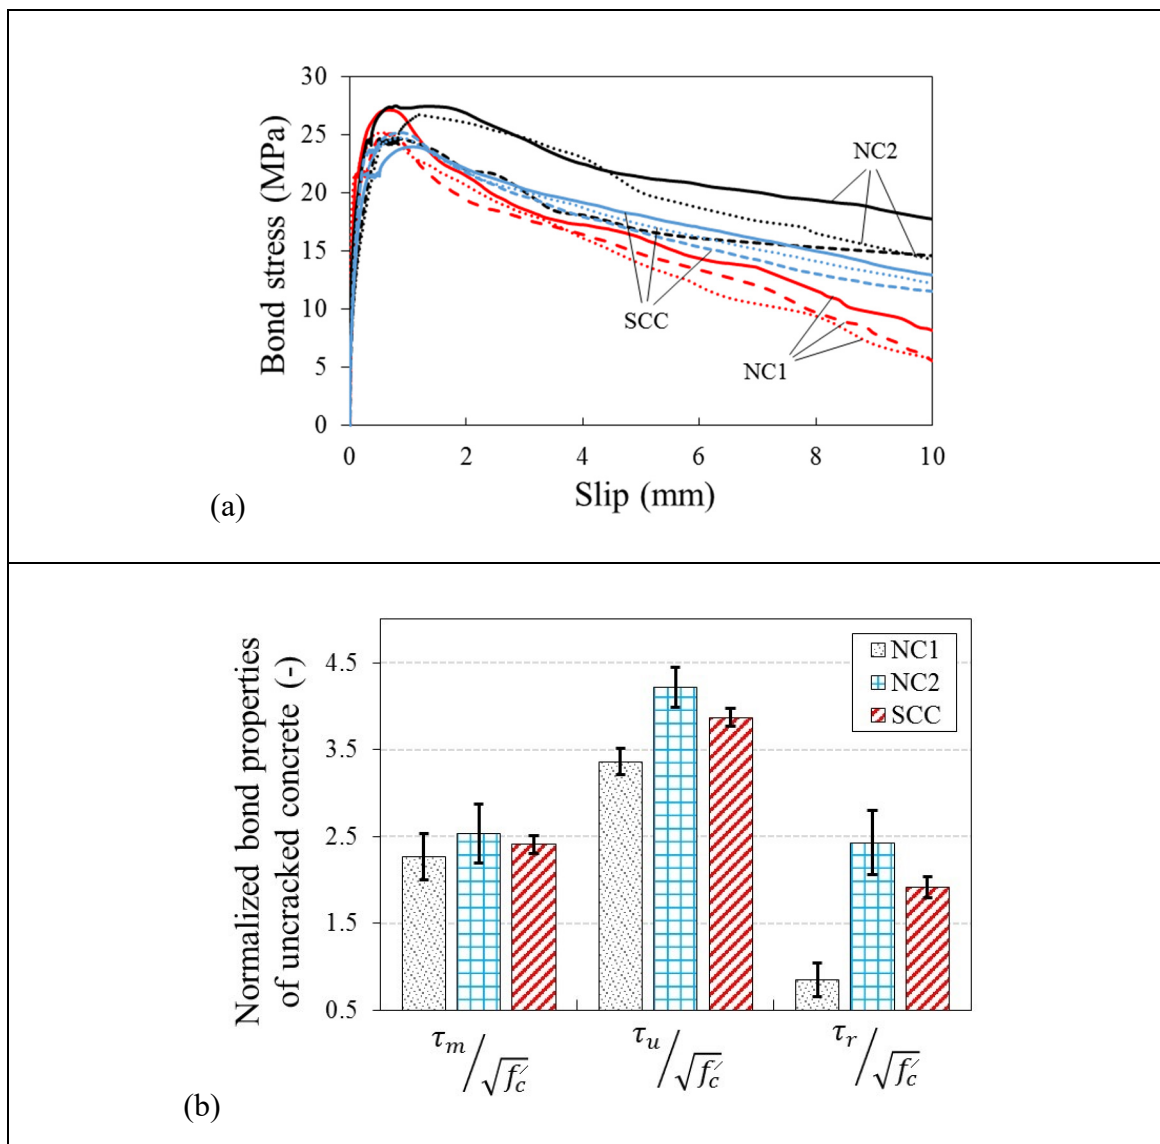 30
25
20
15
10
5
0
Bond stress (MPa)
NC2
SCC
NC1
0 2 4 6 8 10
Slip (mm)
(a)
Normalized bond properties
of uncracked concrete (-)
4.5
3.5
2.5
1.5
0.5
NC1
NC2
SCC
τm/√f′c τu/√f′c τr/√f′c
(b)